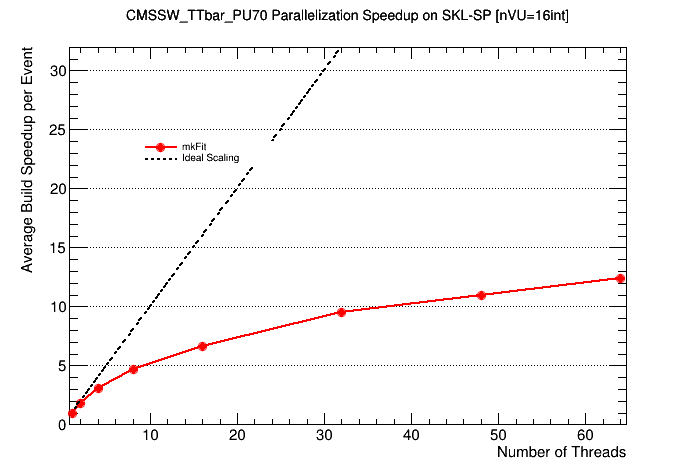 CMSSW_TTbar_PU70 Parallelization Speedup on SKL-SP [nVU=16int]
Average Build Speedup per Event
30
25
20
15
10
5
0
mkFit
Ideal Scaling
10
20
30
40
50
60
Number of Threads